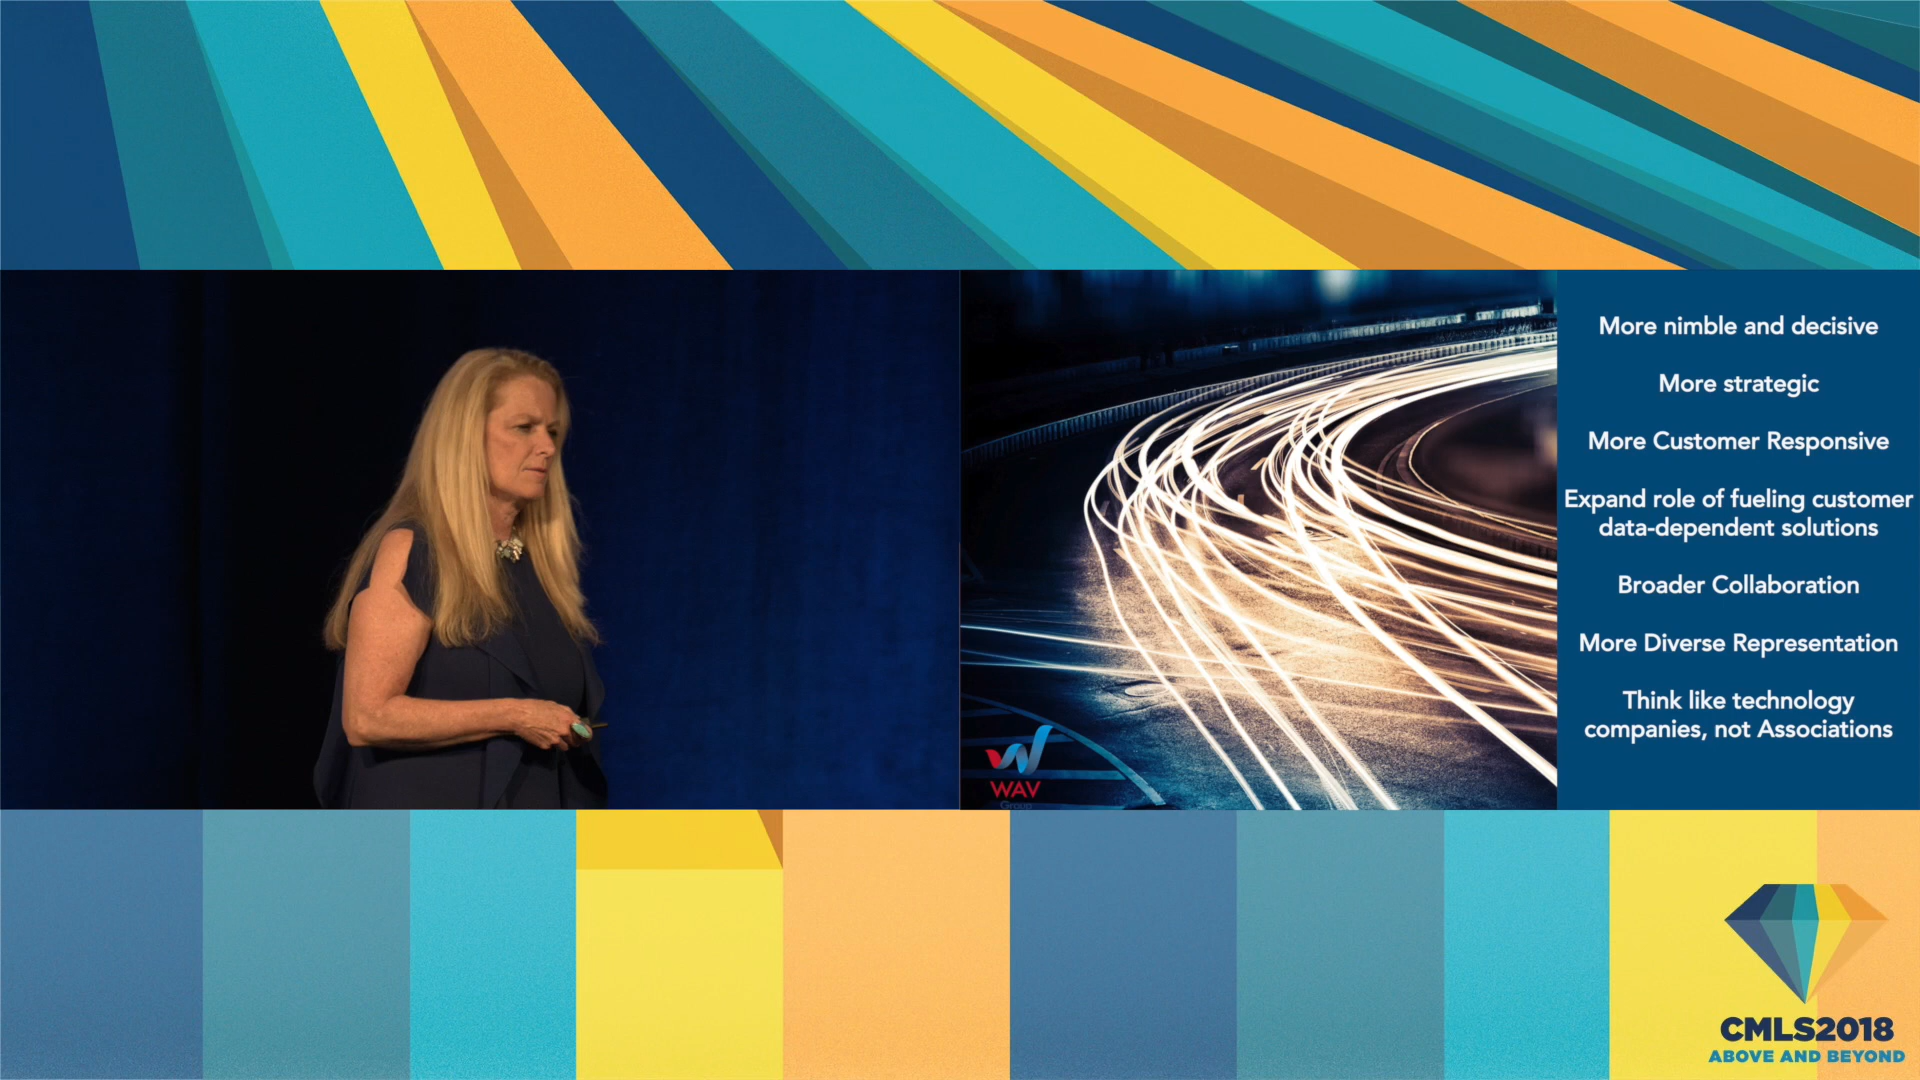 More nimble and decisive
More strategic
More Customer Responsive
Expand role of fueling customer
data-dependent solutions
Broader Collaboration
More Diverse Representation
Think like technology
companies, not Associations
WAV
Group
CMLS2018
ABOVE AND BEYOND